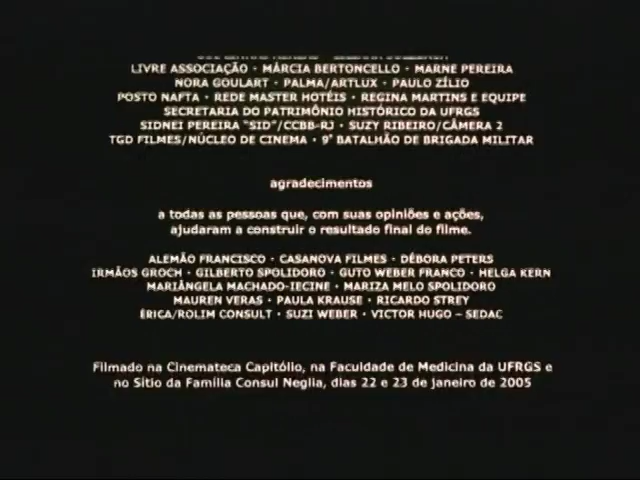 LIVRE ASSOCIAÇÃO - MÁRCIA BERTONCELLO - MARNE PEREIRA
NORA GOULART - PALMA/ARTLUX - PAULO ZÍLIO
POSTO NAFTA - REDE MASTER HOTÉIS - REGINA MARTINS E EQUIPE
SECRETARIA DO PATRIMÔNIO HISTÓRICO DA UFRGS
SIDNEI PEREIRA "SID"/CCBB-RJ - SUZY RIBEIRO/CÂMERA 2
TGD FILMES/NÚCLEO DE CINEMA - 9° BATALHÃO DE BRIGADA MILITAR
agradecimentos
a todas as pessoas que, com suas opiniões e ações,
ajudaram a construir o resultado final do filme.
ALEMÃO FRANCISCO - CASANOVA FILMES - DÉBORA PETERS
IRMÃOS GROCH - GILBERTO SPOLIDORO - GUTO WEBER FRANCO - HELGA KERN
MARIÂNGELA MACHADO-IECINE - MARIZA MELO SPOLIDORO
MAUREN VERAS - PAULA KRAUSE - RICARDO STREY
ÉRICA/ROLIM CONSULT - SUZI WEBER - VICTOR HUGO – SEDAC
Filmado na Cinemateca Capitólio, na Faculdade de Medicina da UFRGS e
no Sítio da Família Consul Neglia, dias 22 e 23 de janeiro de 2005